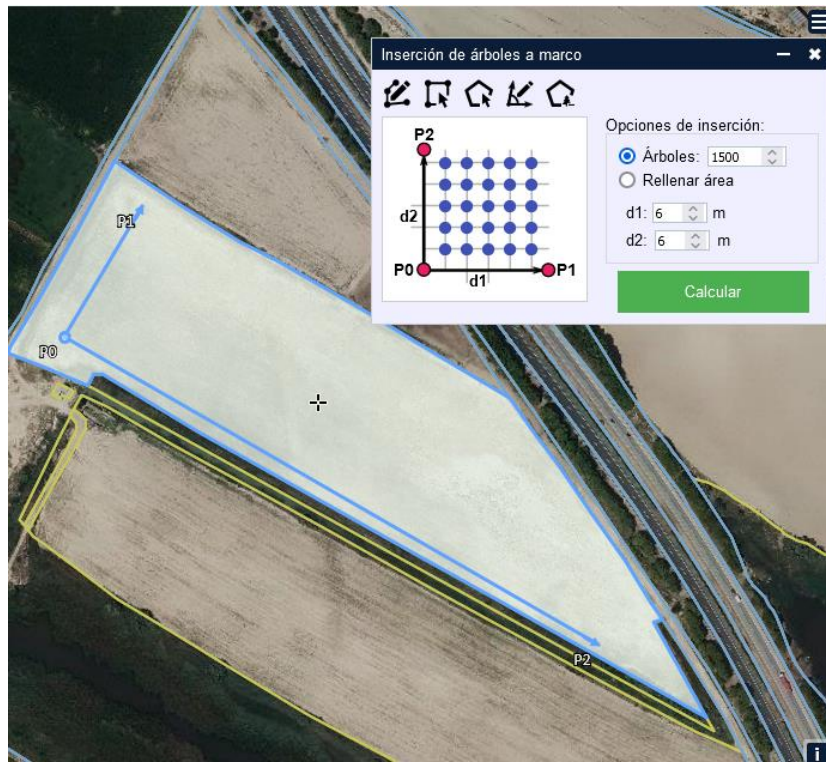 Inserción de árboles a marco
P2
d2
P0
d1
P1
Opciones de inserción:
Árboles: 1500
Rellenar área
d1: 6 m
d2: 6 m
Calcular
P1
P0
P2
i